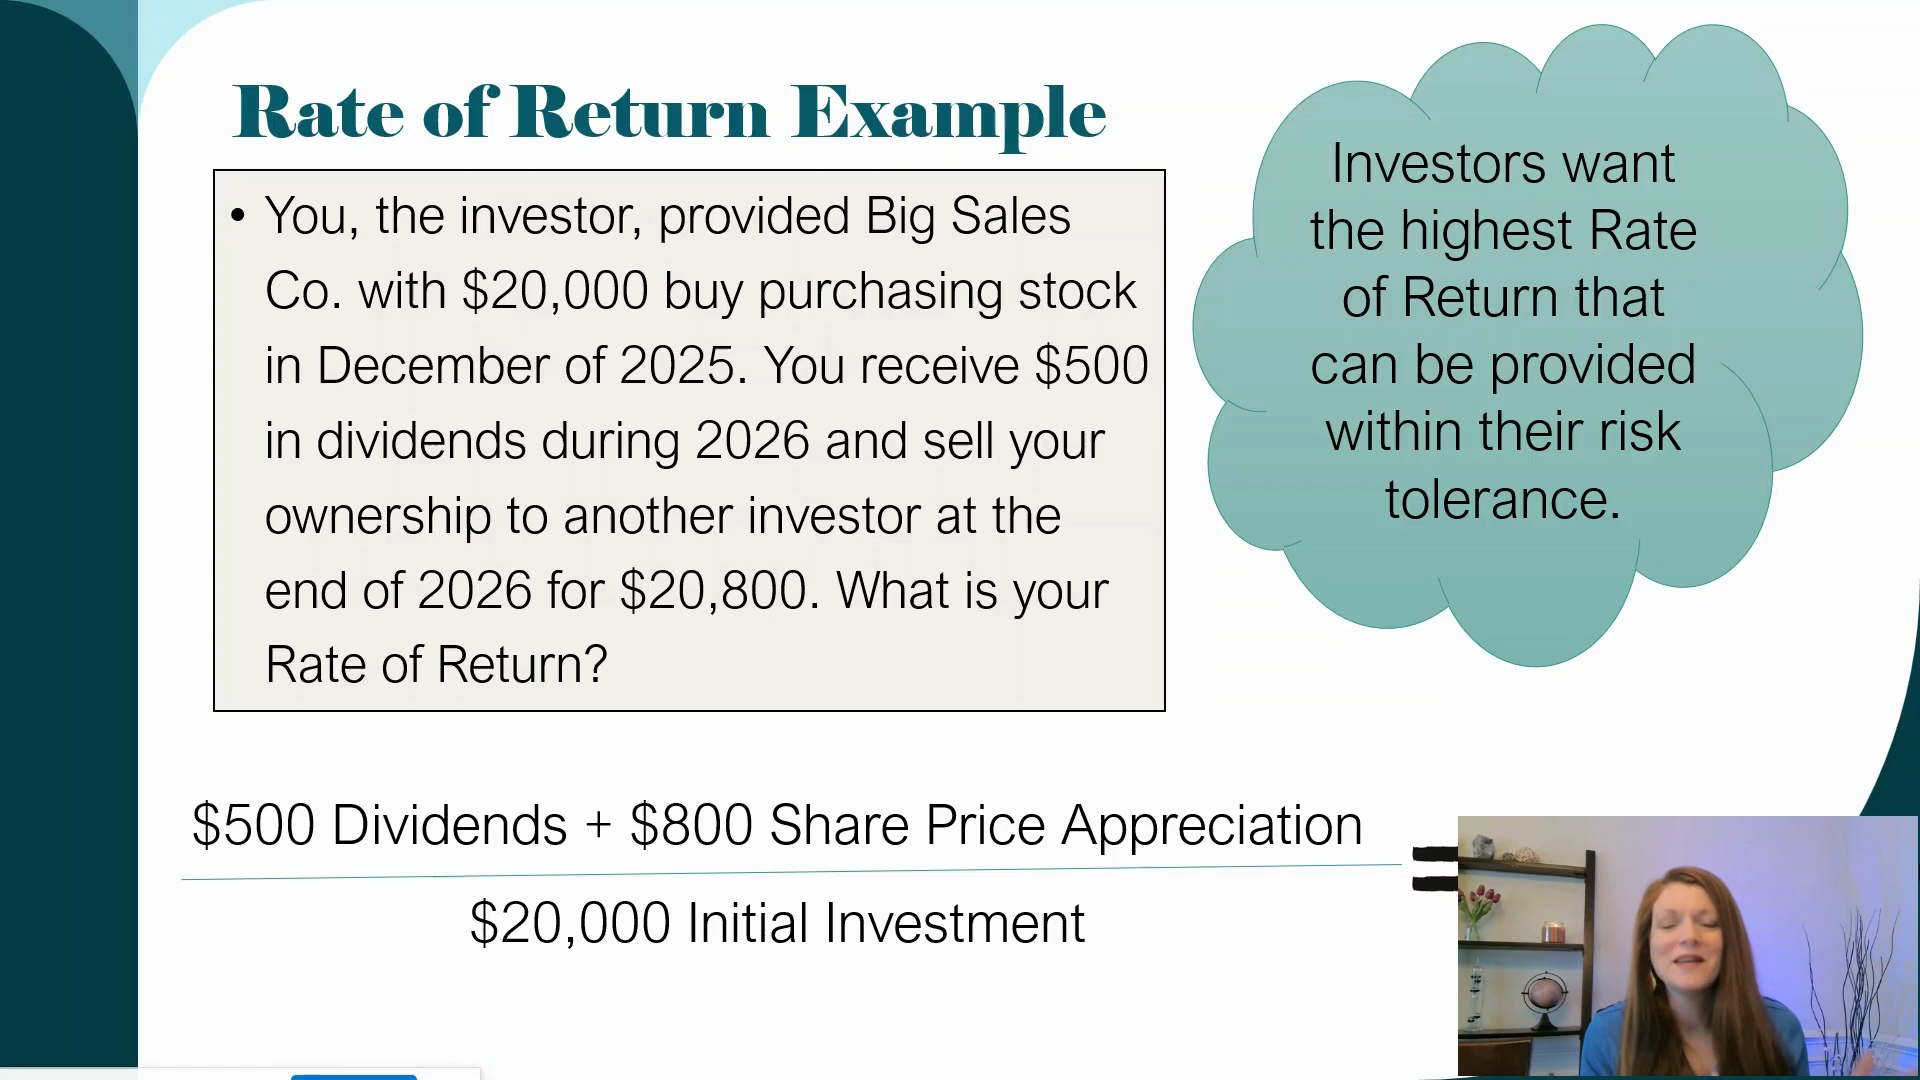 Rate of Return Example
• You, the investor, provided Big Sales
Co. with $20,000 buy purchasing stock
in December of 2025. You receive $500
in dividends during 2026 and sell your
ownership to another investor at the
end of 2026 for $20,800. What is your
Rate of Return?
Investors want
the highest Rate
of Return that
can be provided
within their risk
tolerance.
$500 Dividends + $800 Share Price Appreciation
=
$20,000 Initial Investment